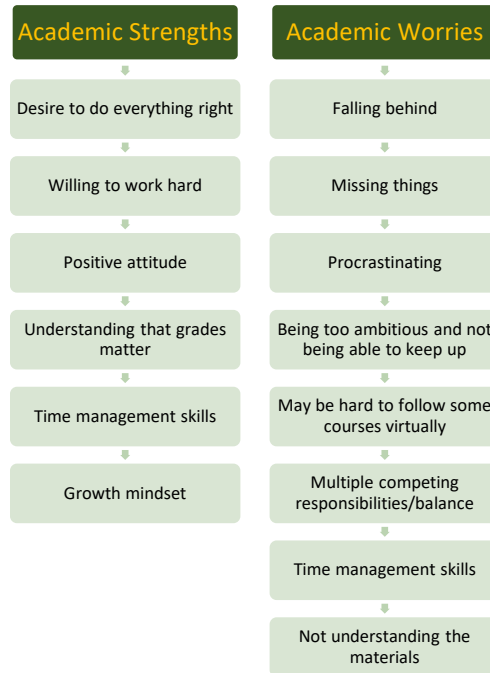 Academic Strengths
Desire to do everything right
Willing to work hard
Positive attitude
Understanding that grades
matter
Time management skills
Growth mindset
Academic Worries
Falling behind
Missing things
Procrastinating
Being too ambitious and not
being able to keep up
May be hard to follow some
courses virtually
Multiple competing
responsibilities/balance
Time management skills
Not understanding the
materials